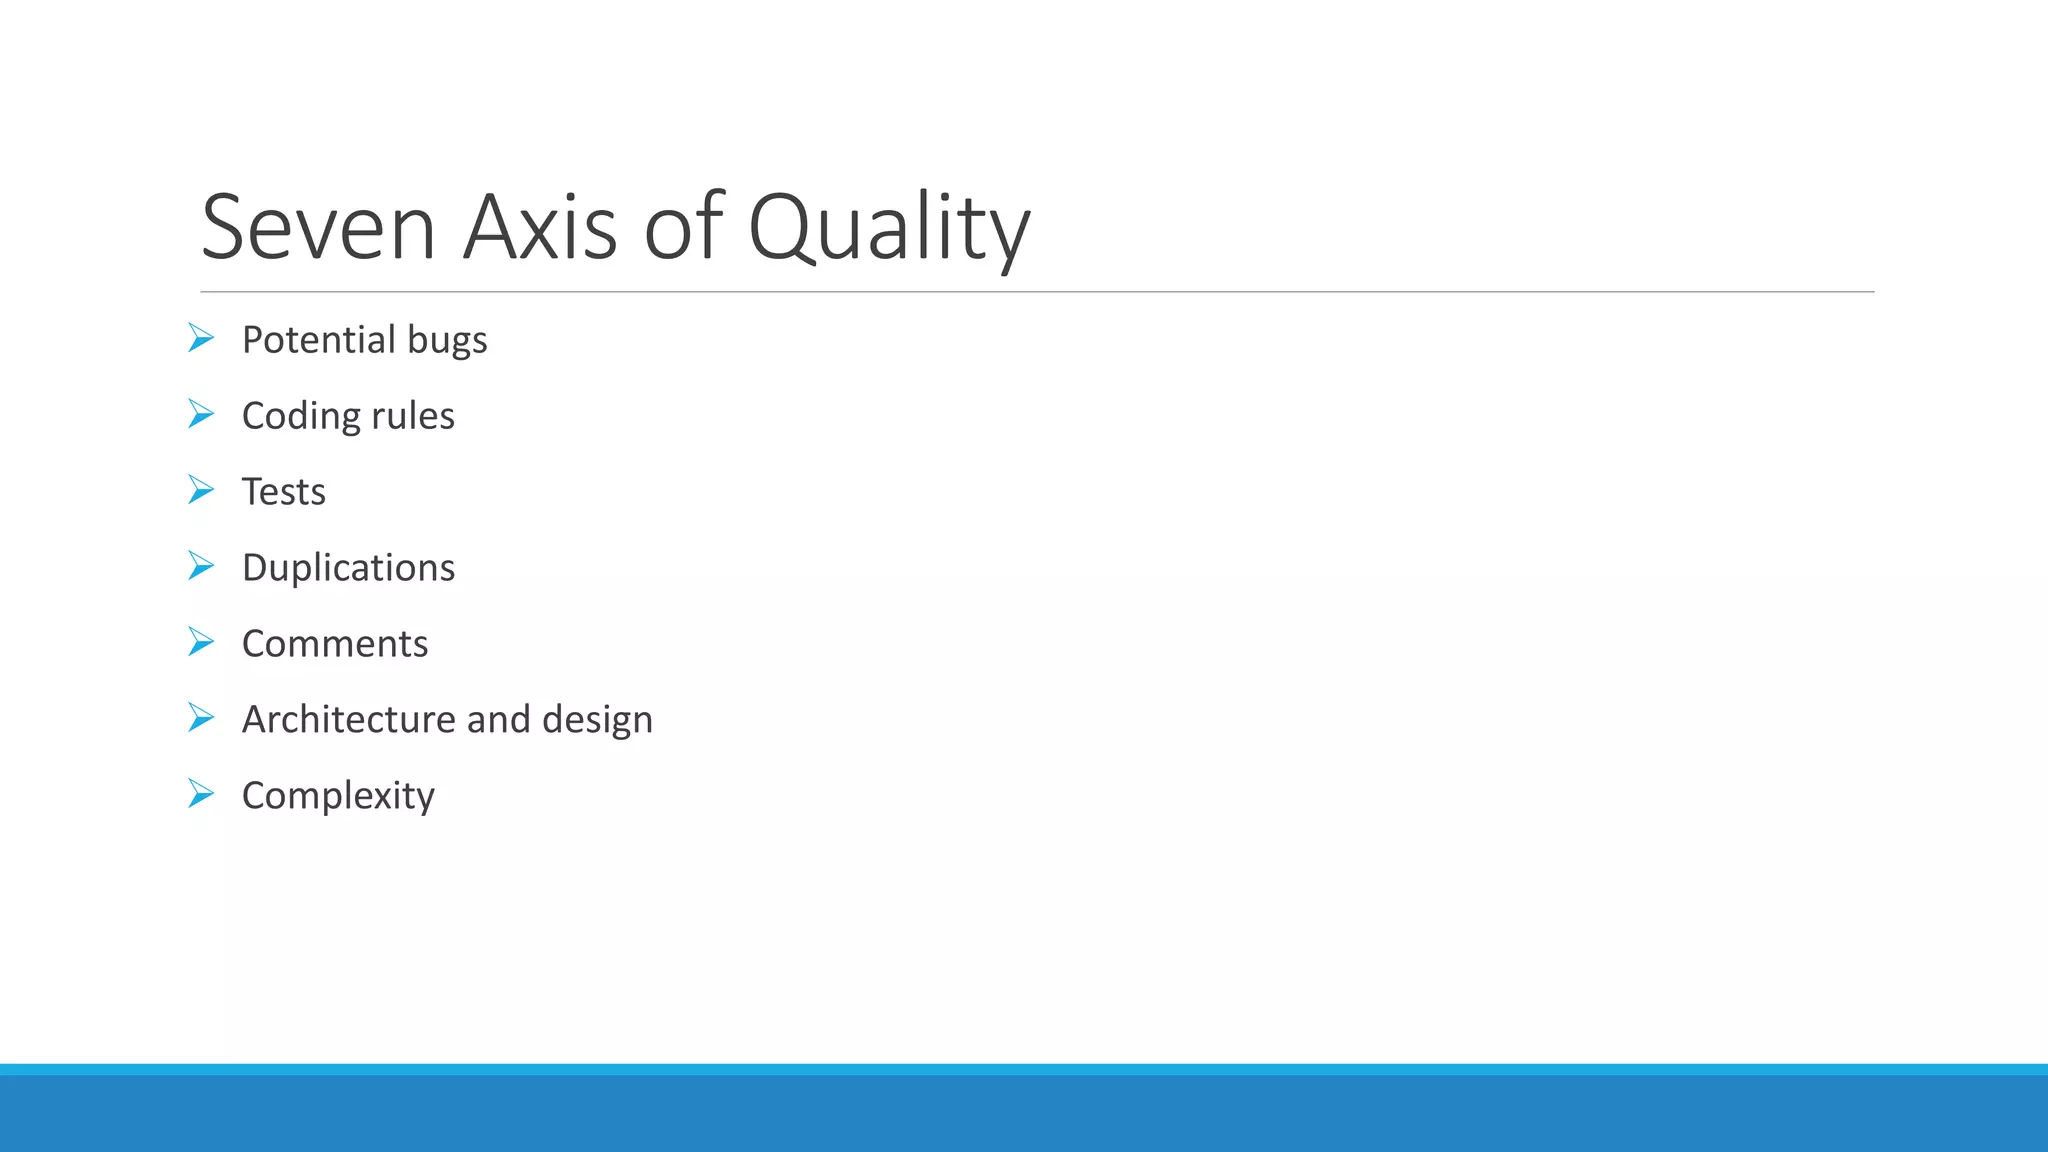 Seven Axis of Quality
Potential bugs
Coding rules
Tests
Duplications
Comments
Architecture and design
Complexity